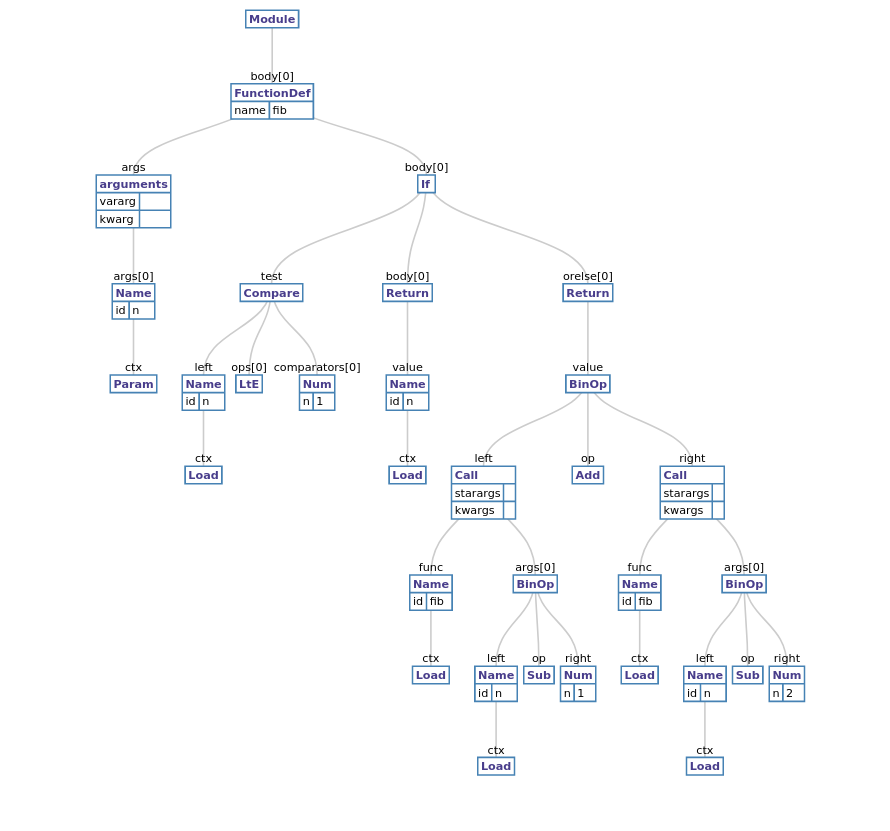 Module
body[0]
FunctionDef
name fib
args body[0]
arguments If
vararg
kwarg
args[0] test body[0] orelse[0]
Name Compare Return Return
id n
ctx left ops[0] comparators[0] value value
Param Name LtE Num Name BinOp
id n n 1 id n
ctx ctx left op right
Load Load Call Add Call
starargs starargs
kwargs kwargs
func args[0] func args[0]
Name BinOp Name BinOp
id fib id fib
ctx left op right ctx left op right
Load Name Sub Num Load Name Sub Num
id n n 1 id n n 2
ctx ctx
Load Load